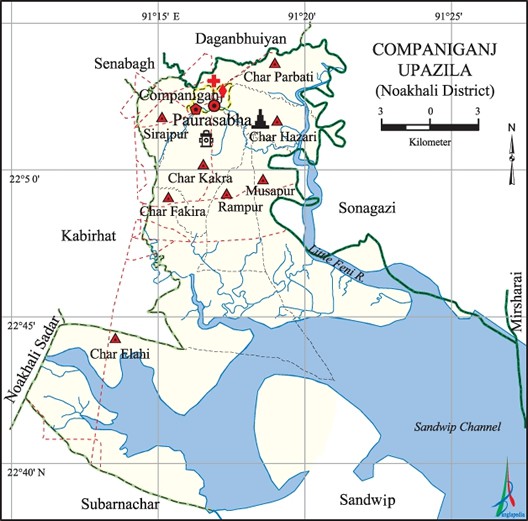 91°15' E
91°20'
91°25'
Daganbhuiyan
Senabagh
Char Parbati
COMPANIGANJ
UPAZILA
(Noakhali District)
3 0 3
Kilometer
Companiganj
Paurasabha
Sirajpur
Char Hazari
N
22°50'
Char Kakra
Musapur
Char Fakira
Rampur
Sonagazi
Kabirhat
Little Feni R
Mirsharai
22°45'
Noakhali Sadar
Char Elahi
Sandwip Channel
22°40' N
Subarnachar
Sandwip
Banglapedia